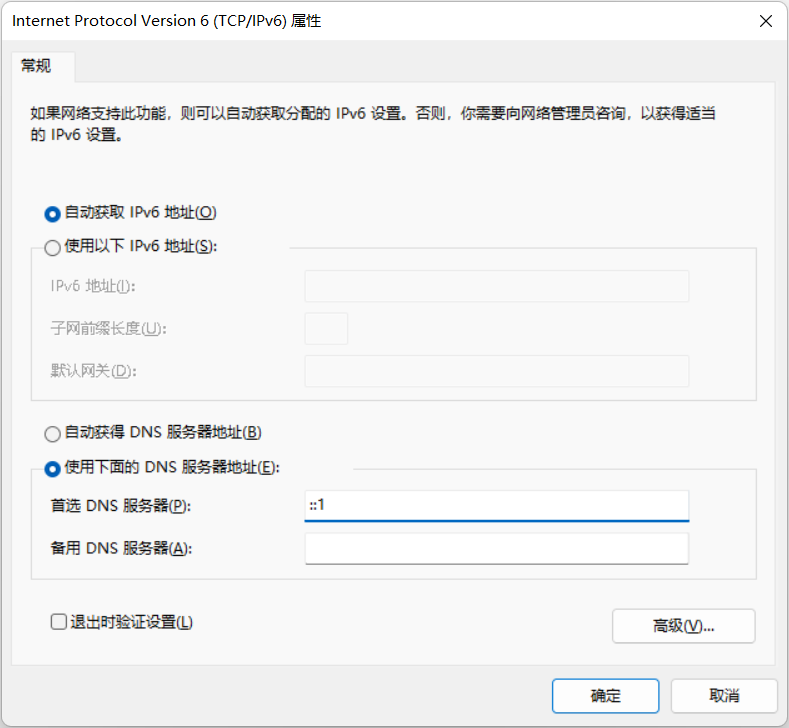 Internet Protocol Version 6 (TCP/IPv6) 属性
常规
如果网络支持此功能，则可以自动获取分配的 IPv6 设置。否则，你需要向网络管理员咨询，以获得适当
的 IPv6 设置。
自动获取 IPv6 地址(O)
使用以下 IPv6 地址(S):
IPv6 地址(I):
子网前缀长度(U):
默认网关(D):
自动获得 DNS 服务器地址(B)
使用下面的 DNS 服务器地址(E):
首选 DNS 服务器(P):
::1
备用 DNS 服务器(A):
退出时验证设置(L)
高级(V)...
确定
取消